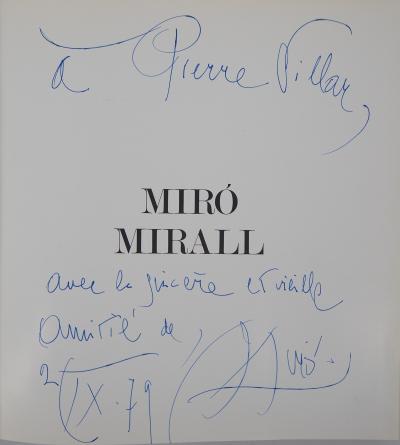 a Pierre Villar,
MIRÓ
MIRALL
avec la sincère et vieille
amitié de,
2/IX.79 Miró.